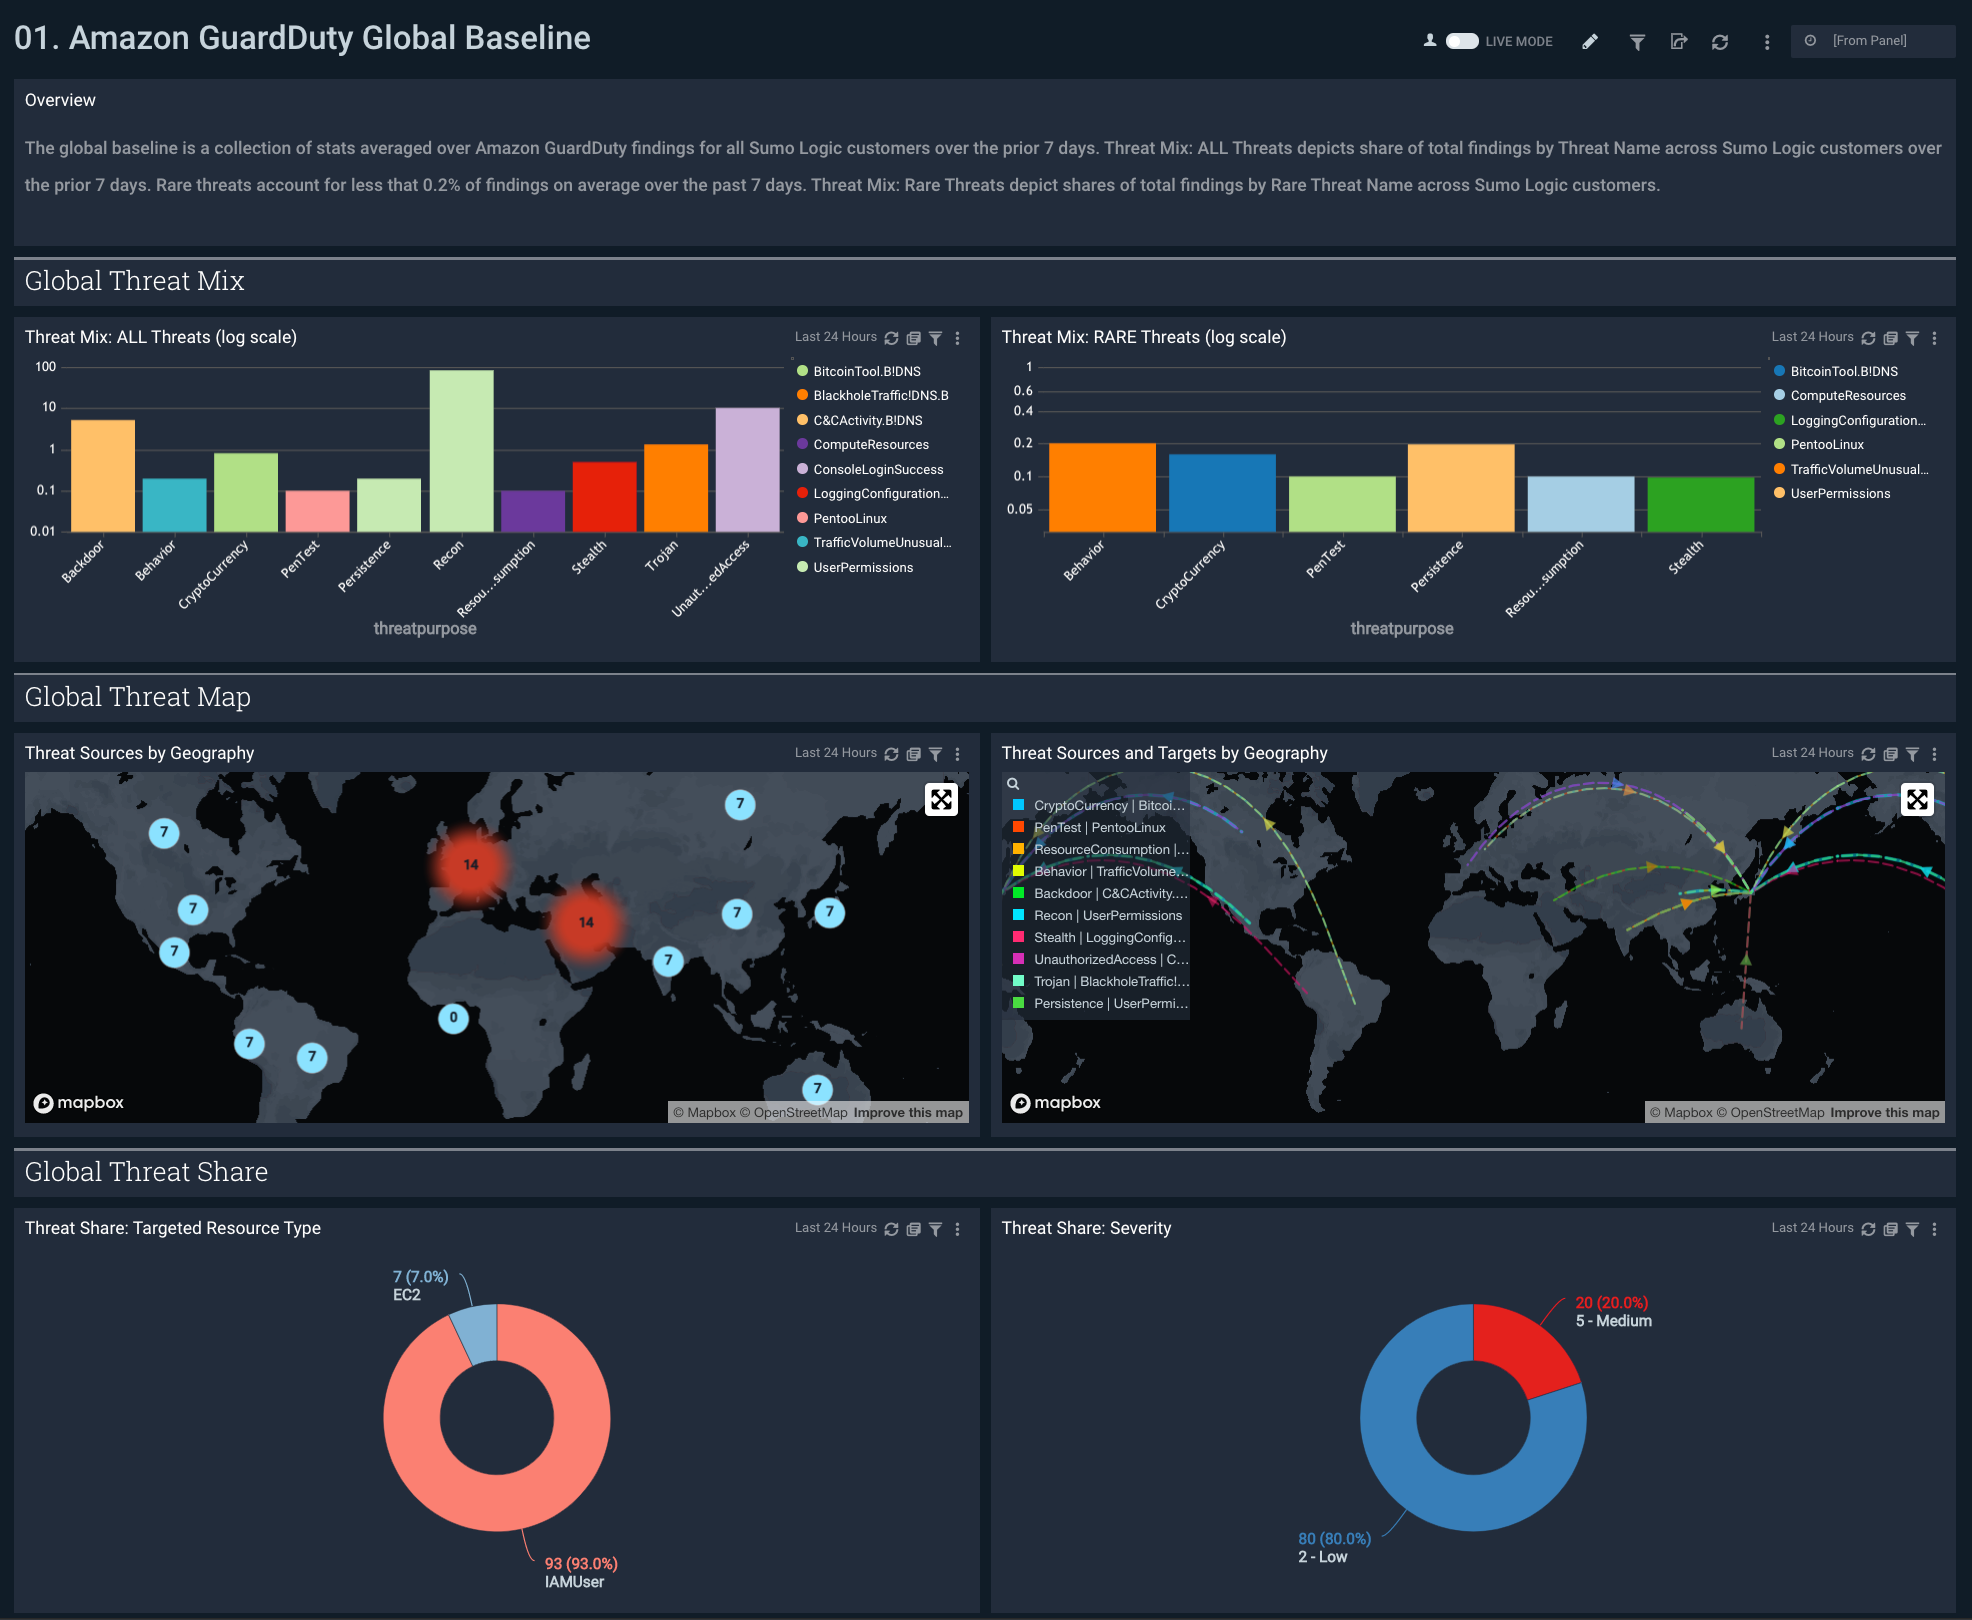 01. Amazon GuardDuty Global Baseline
LIVE MODE
[From Panel]
Overview
The global baseline is a collection of stats averaged over Amazon GuardDuty findings for all Sumo Logic customers over the prior 7 days. Threat Mix: ALL Threats depicts share of total findings by Threat Name across Sumo Logic customers over
the prior 7 days. Rare threats account for less that 0.2% of findings on average over the past 7 days. Threat Mix: Rare Threats depict shares of total findings by Rare Threat Name across Sumo Logic customers.
Global Threat Mix
Threat Mix: ALL Threats (log scale)
Last 24 Hours
100
10
1
0.1
0.01
Backdoor
Behavior
CryptoCurrency
PenTest
Persistence
Recon
Resou...sumption
Stealth
Trojan
Unaut...edAccess
threatpurpose
BitcoinTool.B!DNS
BlackholeTraffic!DNS.B
C&CActivity.B!DNS
ComputeResources
ConsoleLoginSuccess
LoggingConfiguration...
PentooLinux
TrafficVolumeUnusual...
UserPermissions
Threat Mix: RARE Threats (log scale)
Last 24 Hours
1
0.6
0.4
0.2
0.1
0.05
Behavior
CryptoCurrency
PenTest
Persistence
Resou...sumption
Stealth
threatpurpose
BitcoinTool.B!DNS
ComputeResources
LoggingConfiguration...
PentooLinux
TrafficVolumeUnusual...
UserPermissions
Global Threat Map
Threat Sources by Geography
Last 24 Hours
7
7
14
7
14
7
7
7
7
7
0
7
7
7
mapbox
© Mapbox © OpenStreetMap Improve this map
Threat Sources and Targets by Geography
Last 24 Hours
CryptoCurrency | Bitcoi...
PenTest | PentooLinux
ResourceConsumption |...
Behavior | TrafficVolume...
Backdoor | C&CActivity....
Recon | UserPermissions
Stealth | LoggingConfig...
UnauthorizedAccess | C...
Trojan | BlackholeTraffic!...
Persistence | UserPermi...
mapbox
© Mapbox © OpenStreetMap Improve this map
Global Threat Share
Threat Share: Targeted Resource Type
Last 24 Hours
7 (7.0%)
EC2
93 (93.0%)
IAMUser
Threat Share: Severity
Last 24 Hours
20 (20.0%)
5 - Medium
80 (80.0%)
2 - Low